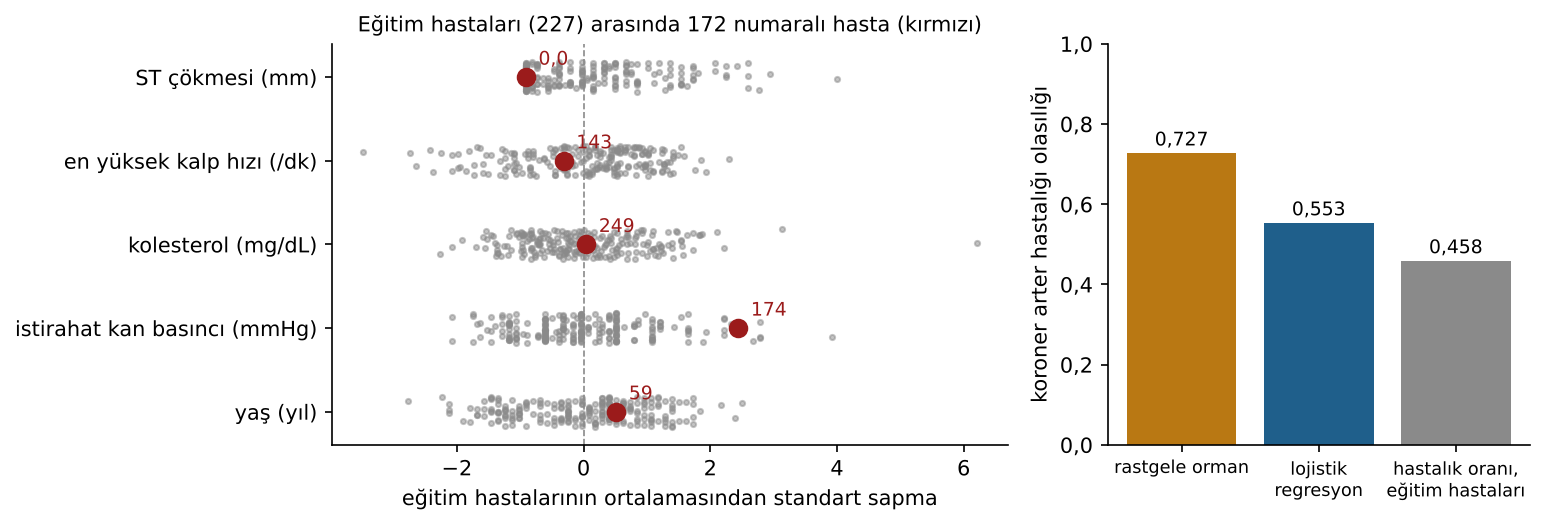 Eğitim hastaları (227) arasında 172 numaralı hasta (kırmızı)
ST çökmesi (mm)
en yüksek kalp hızı (/dk)
kolesterol (mg/dL)
istirahat kan basıncı (mmHg)
yaş (yıl)
0,0
143
249
174
59
−2
0
2
4
6
eğitim hastalarının ortalamasından standart sapma
koroner arter hastalığı olasılığı
1,0
0,8
0,6
0,4
0,2
0,0
0,727
0,553
0,458
rastgele orman
lojistik
regresyon
hastalık oranı,
eğitim hastaları